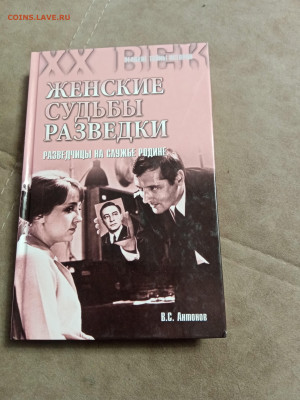 COINS.LAVE.RU
XX ВЕК
ЖЕНСКИЕ
СУДЬБЫ
РАЗВЕДКИ
РАЗВЕДЧИЦЫ НА СЛУЖБЕ РОДИНЕ
В.С. Антонов